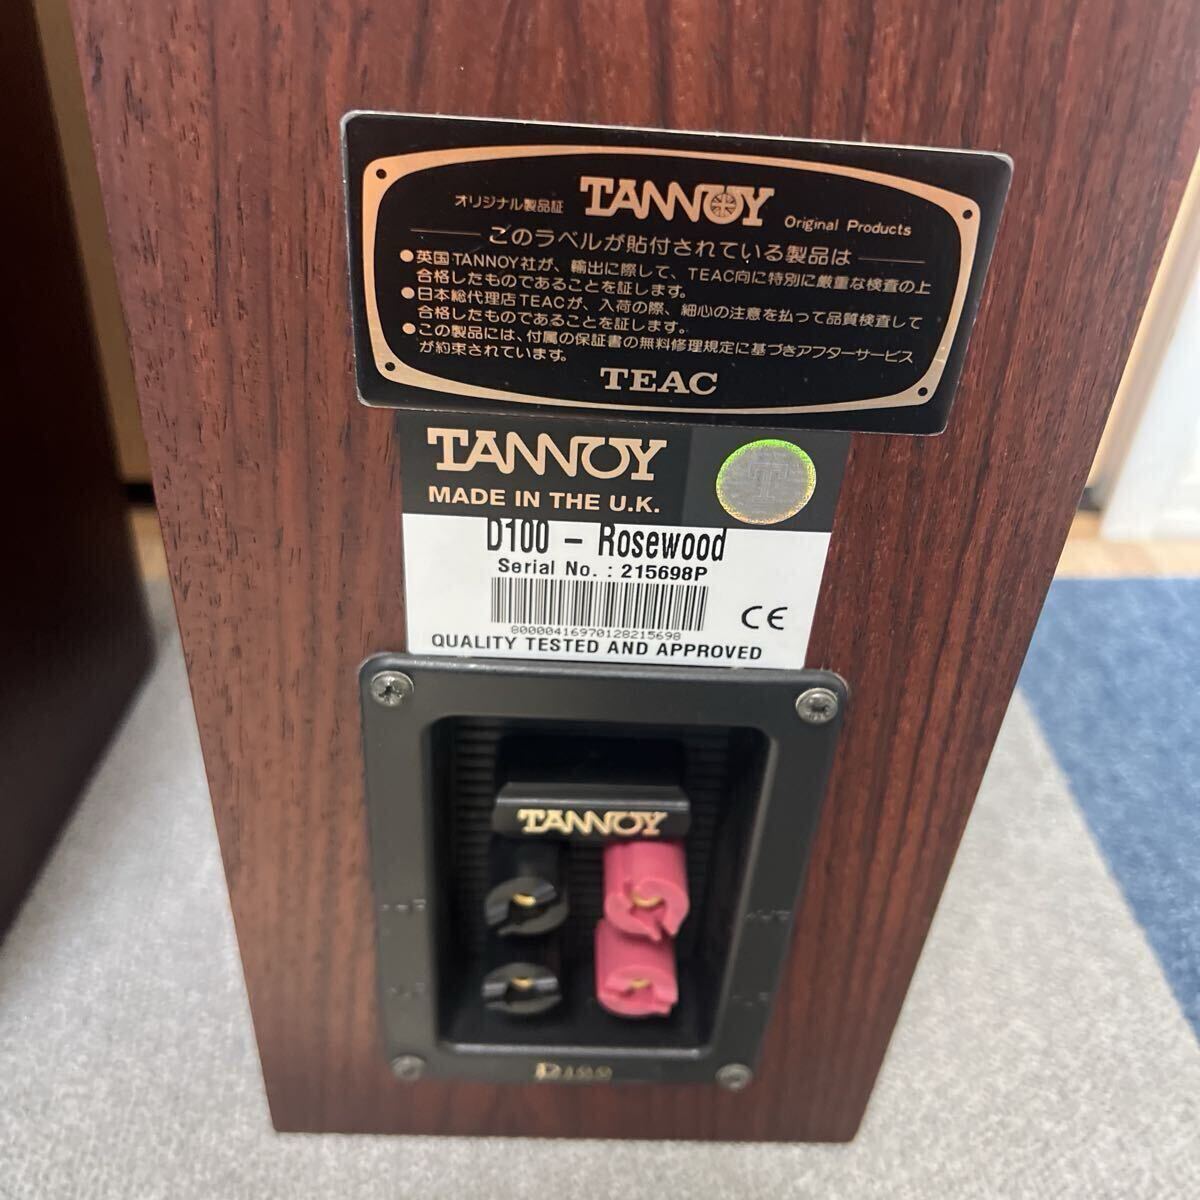 オリジナル製品証 TANNOY Original Products
このラベルが貼付されている製品は
●英国TANNOY社が、輸出に際して、TEAC向に特別に厳重な検査の上
合格したものであることを証します。
●日本総代理店TEACが、入荷の際、細心の注意を払って品質検査して
合格したものであることを証します。
●この製品には、付属の保証書の無料修理規定に基づきアフターサービス
が約束されています。
TEAC
TANNOY
MADE IN THE U.K.
T
D100 - Rosewood
Serial No. : 215698P
80000416970128215698
CE
QUALITY TESTED AND APPROVED
TANNOY
D100